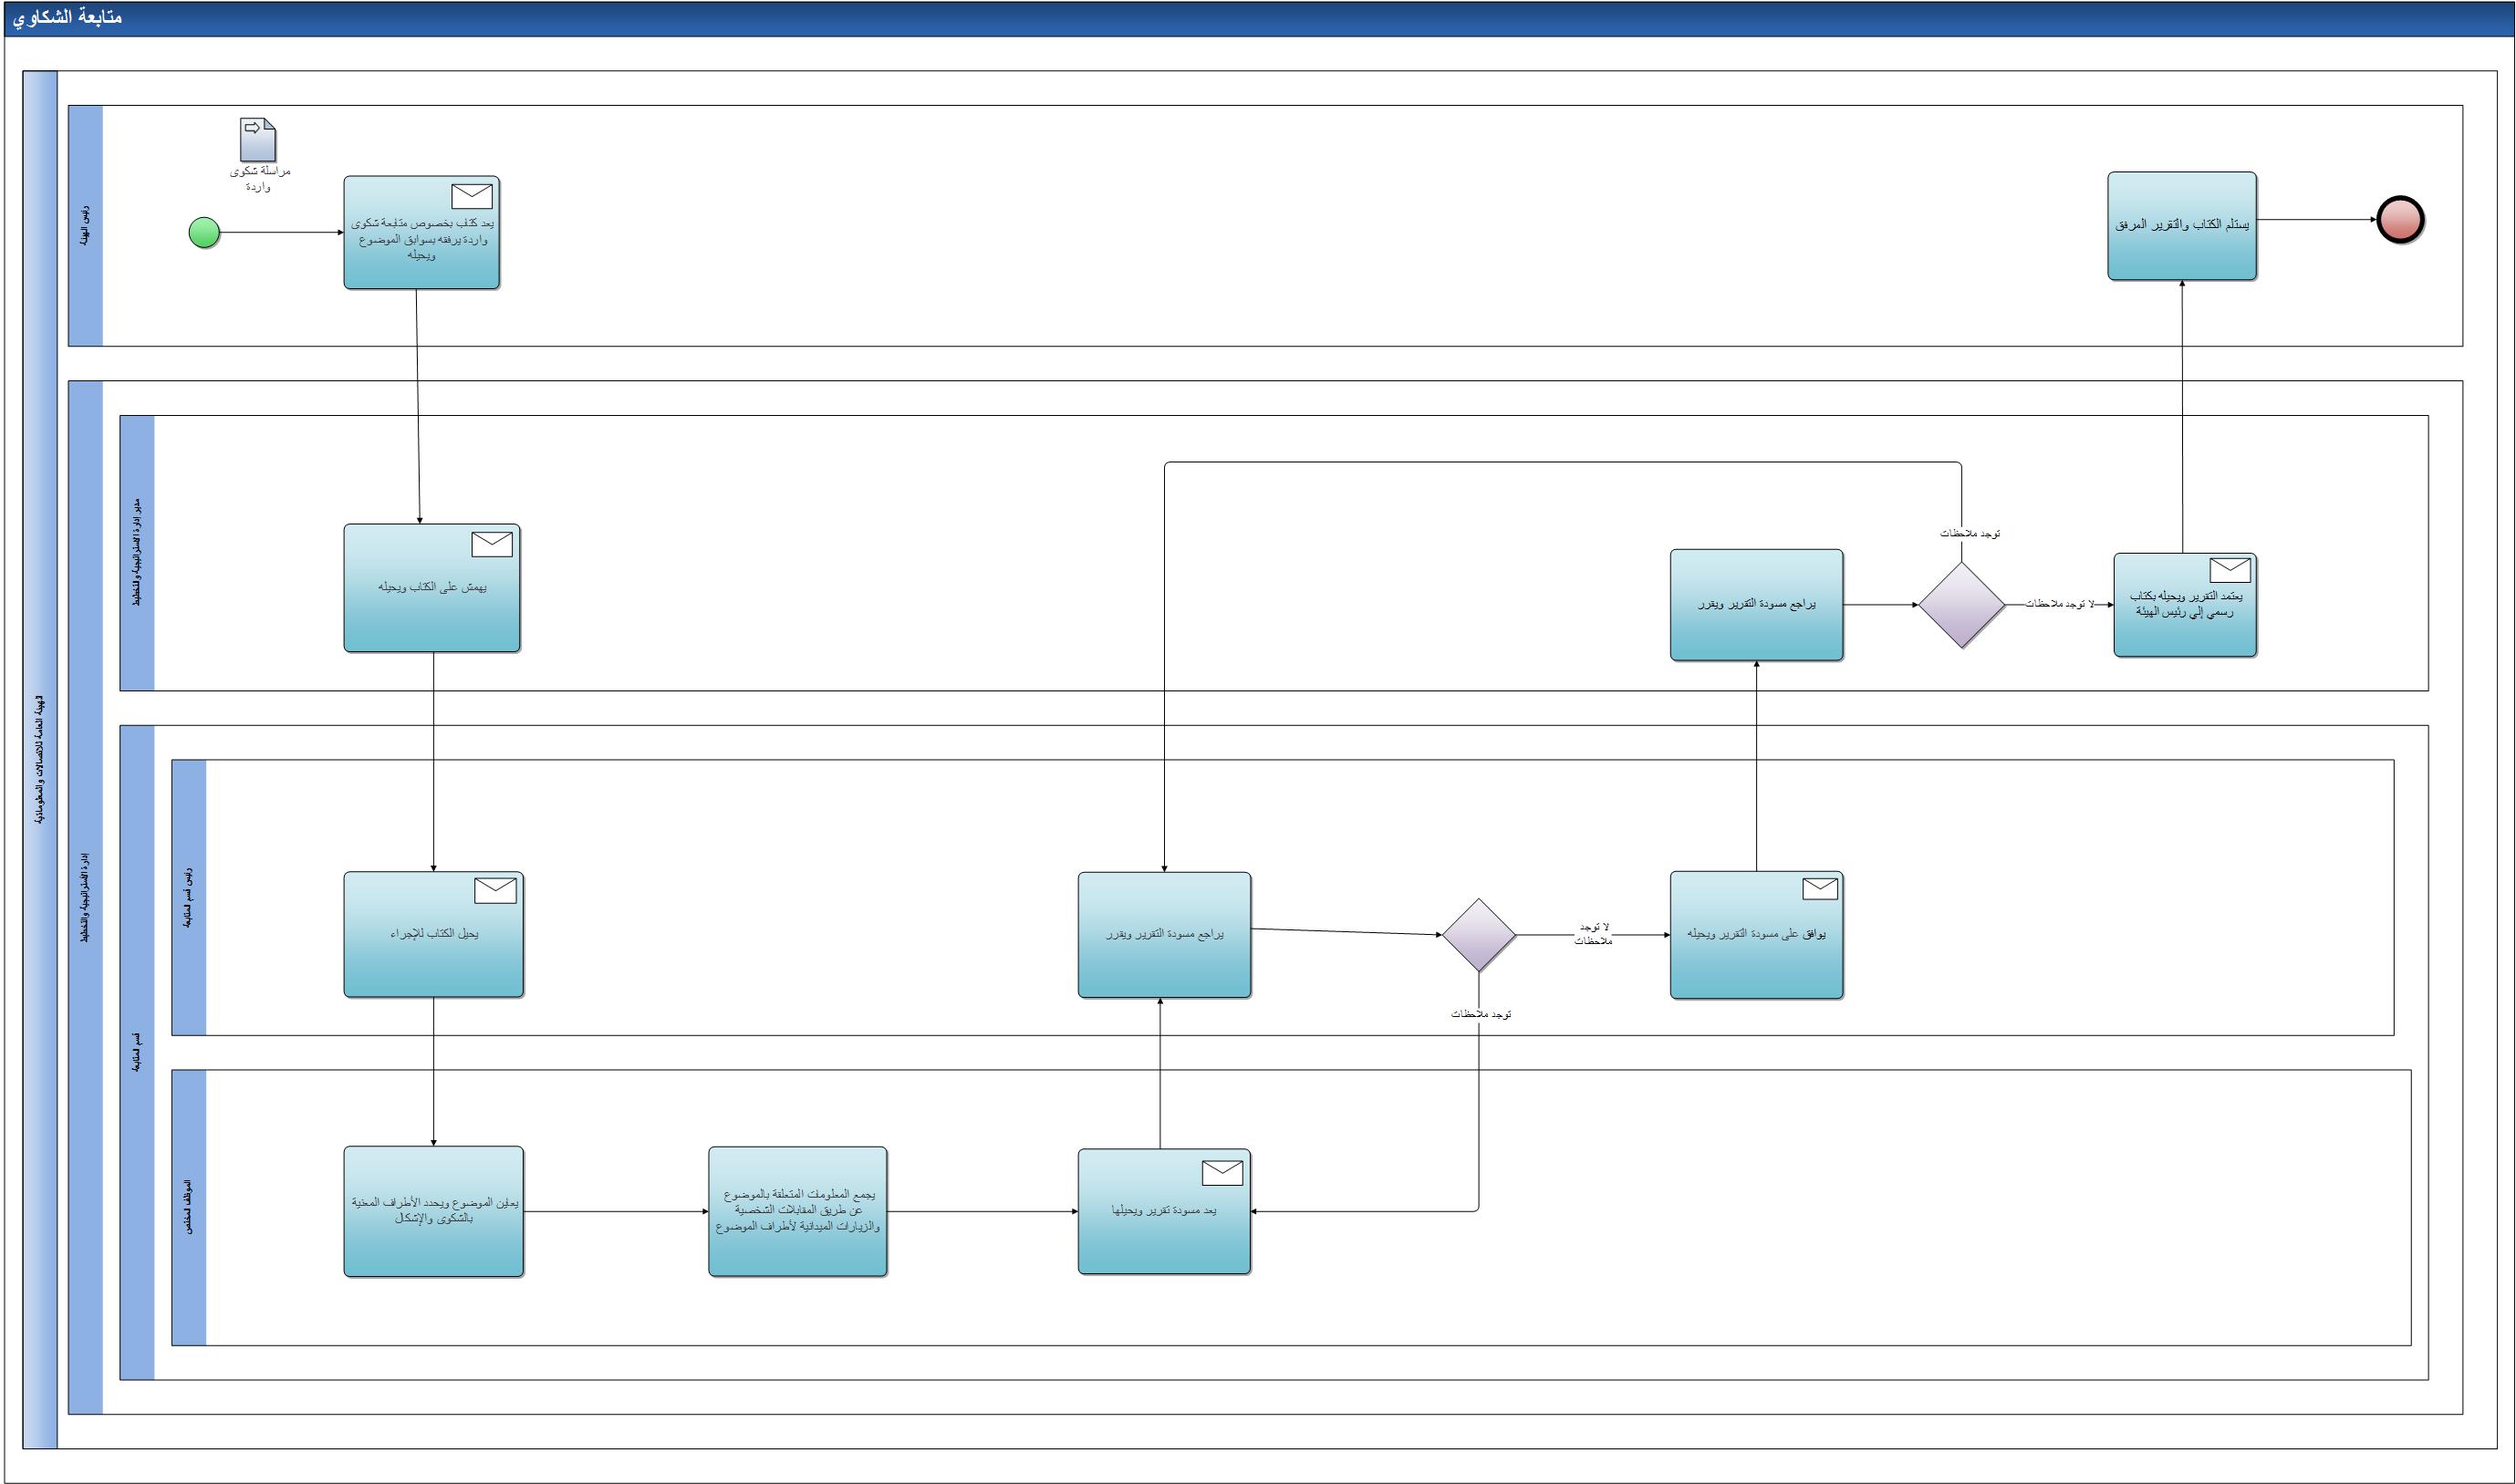 متابعة الشكاوي
الهيئة العامة للاتصالات والمعلوماتية
رئيس الهيئة
مراسلة شكوى
واردة
يعد كتاب بخصوص متابعة شكوى
واردة يرفقه بسوابق الموضوع
ويحيله
يستلم الكتاب والتقرير المرفق
إدارة الاستراتيجية والتخطيط
مدير إدارة الاستراتيجية والتخطيط
يهمش على الكتاب ويحيله
يراجع مسودة التقرير ويقرر
توجد ملاحظات
لا توجد ملاحظات
يعتمد التقرير ويحيله بكتاب
رسمي إلي رئيس الهيئة
قسم المتابعة
رئيس قسم المتابعة
يحيل الكتاب للإجراء
يراجع مسودة التقرير ويقرر
لا توجد
ملاحظات
توجد ملاحظات
يوافق على مسودة التقرير ويحيله
الموظف المختص
يعاين الموضوع ويحدد الأطراف المعنية
بالشكوى والإشكال
يجمع المعلومات المتعلقة بالموضوع
عن طريق المقابلات الشخصية
والزيارات الميدانية لأطراف الموضوع
يعد مسودة تقرير ويحيلها